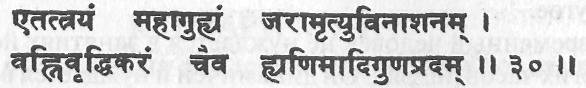 एतत्त्रयं महागुह्यं जरामृत्युविनाशनम् ।
वह्निवृद्धिकरं चैव ह्यणिमादिगुणप्रदम् ॥ ३० ॥